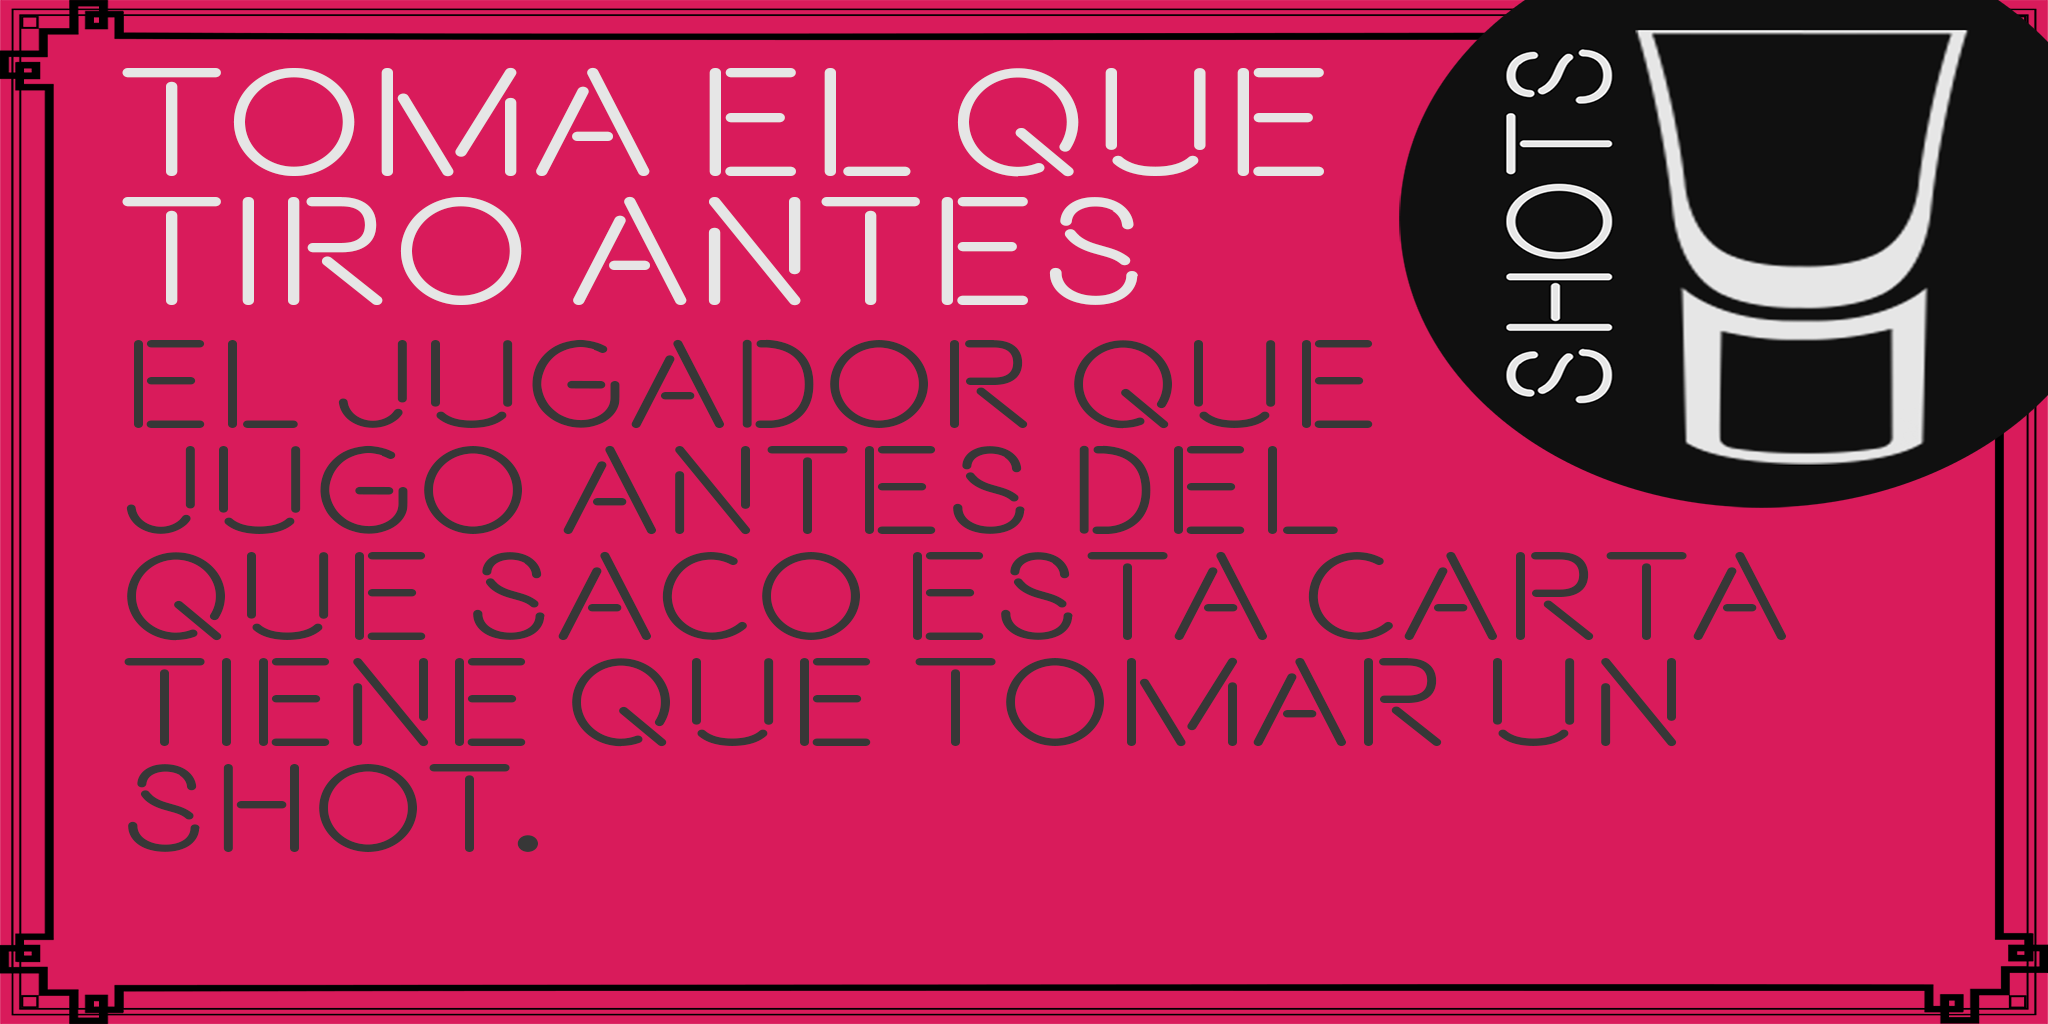 TOMA EL QUE
TIRO ANTES
SHOTS
EL JUGADOR QUE
JUGO ANTES DEL
QUE SACO ESTA CARTA
TIENE QUE TOMAR UN
SHOT.